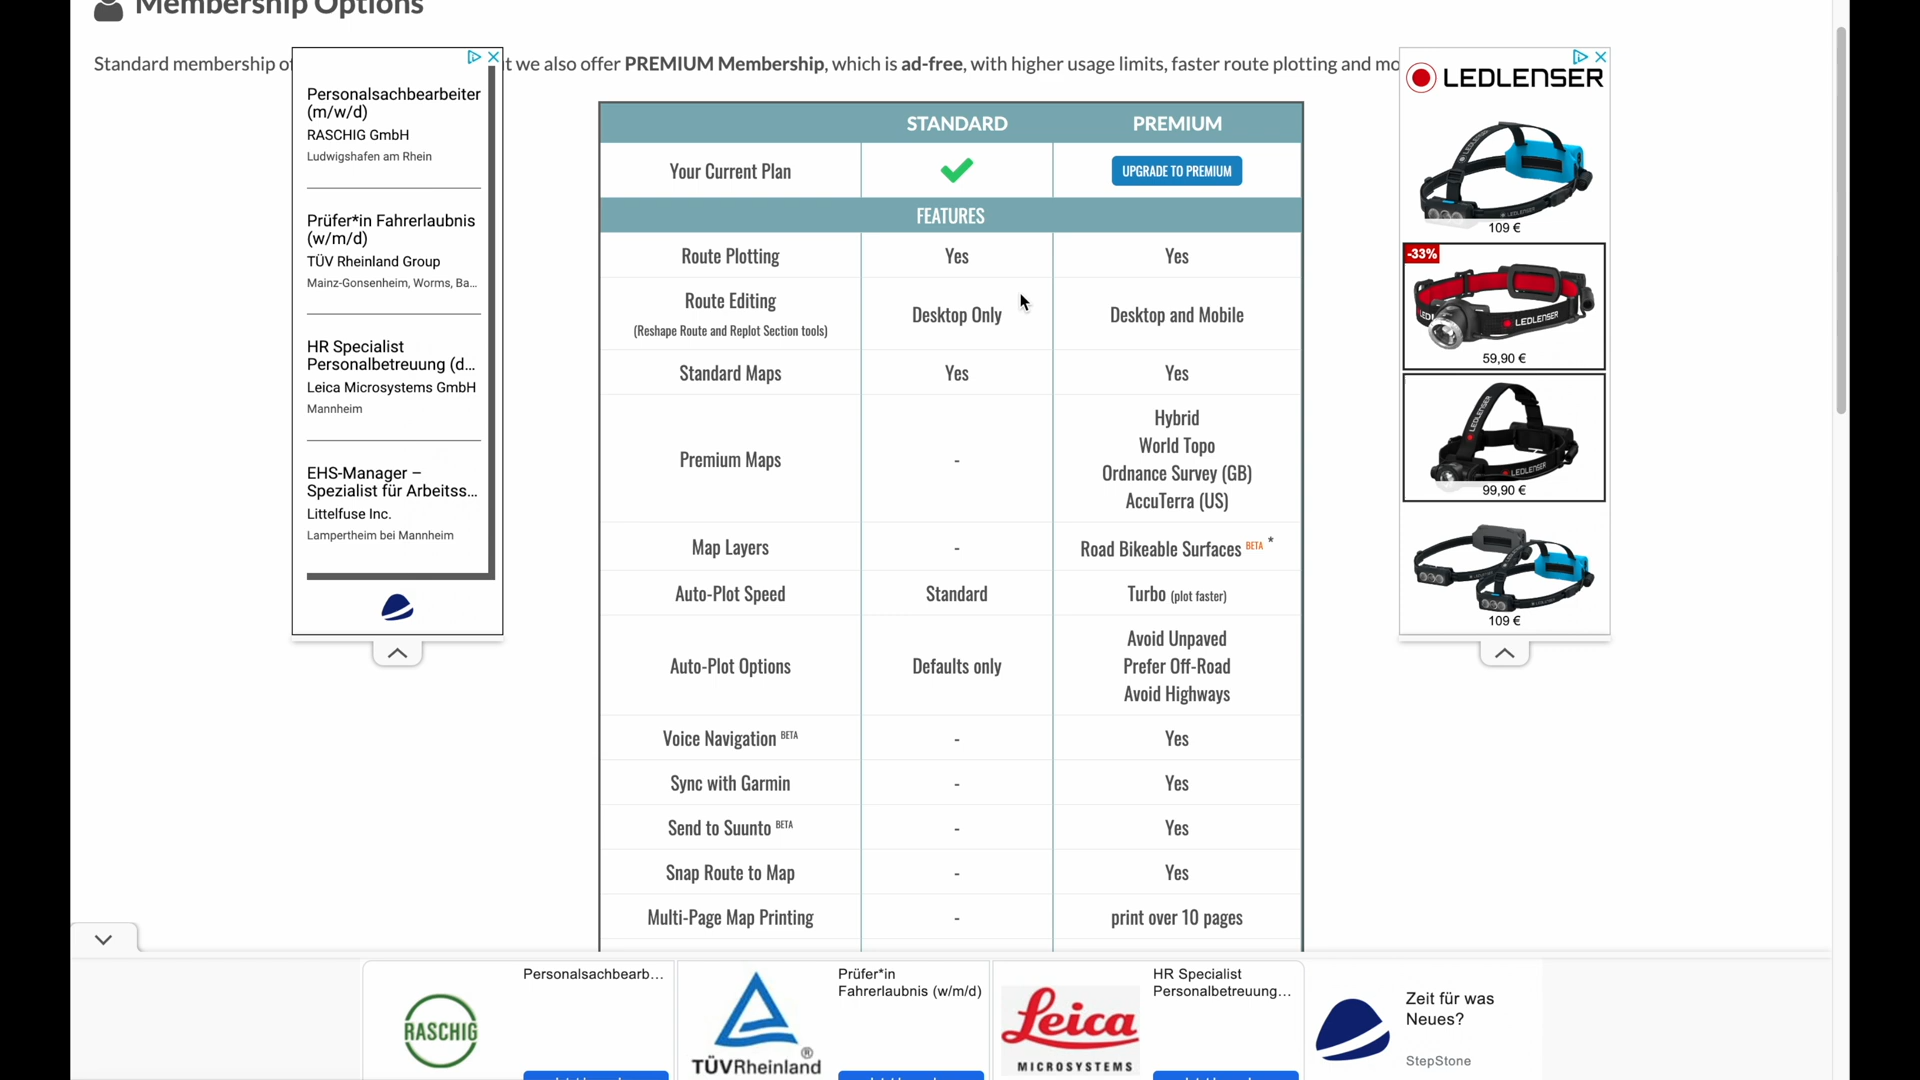 Membership Options
Standard membership
t we also offer PREMIUM Membership, which is ad-free, with higher usage limits, faster route plotting and
Personalsachbearbeiter
(m/w/d)
RASCHIG GmbH
Ludwigshafen am Rhein
Prüfer*in Fahrerlaubnis
(w/m/d)
TÜV Rheinland Group
Mainz-Gonsenheim, Worms, Ba...
HR Specialist
Personalbetreuung (d...
Leica Microsystems GmbH
Mannheim
EHS-Manager –
Spezialist für Arbeitss...
Littelfuse Inc.
Lampertheim bei Mannheim
STANDARD PREMIUM
Your Current Plan UPGRADE TO PREMIUM
FEATURES
Route Plotting Yes Yes
Route Editing
(Reshape Route and Replot Section tools) Desktop Only Desktop and Mobile
Standard Maps Yes Yes
Premium Maps - Hybrid
World Topo
Ordnance Survey (GB)
AccuTerra (US)
Map Layers - Road Bikeable Surfaces BETA *
Auto-Plot Speed Standard Turbo (plot faster)
Auto-Plot Options Defaults only Avoid Unpaved
Prefer Off-Road
Avoid Highways
Voice Navigation BETA - Yes
Sync with Garmin - Yes
Send to Suunto BETA - Yes
Snap Route to Map - Yes
Multi-Page Map Printing - print over 10 pages
LEDLENSER
109 €
-33%
LEDLENSER
59,90 €
LEDLENSER
99,90 €
109 €
RASCHIG
Personalsachbearb...
TÜVRheinland ®
Prüfer*in
Fahrerlaubnis (w/m/d)
Leica
MICROSYSTEMS
HR Specialist
Personalbetreuung...
Zeit für was
Neues?
StepStone